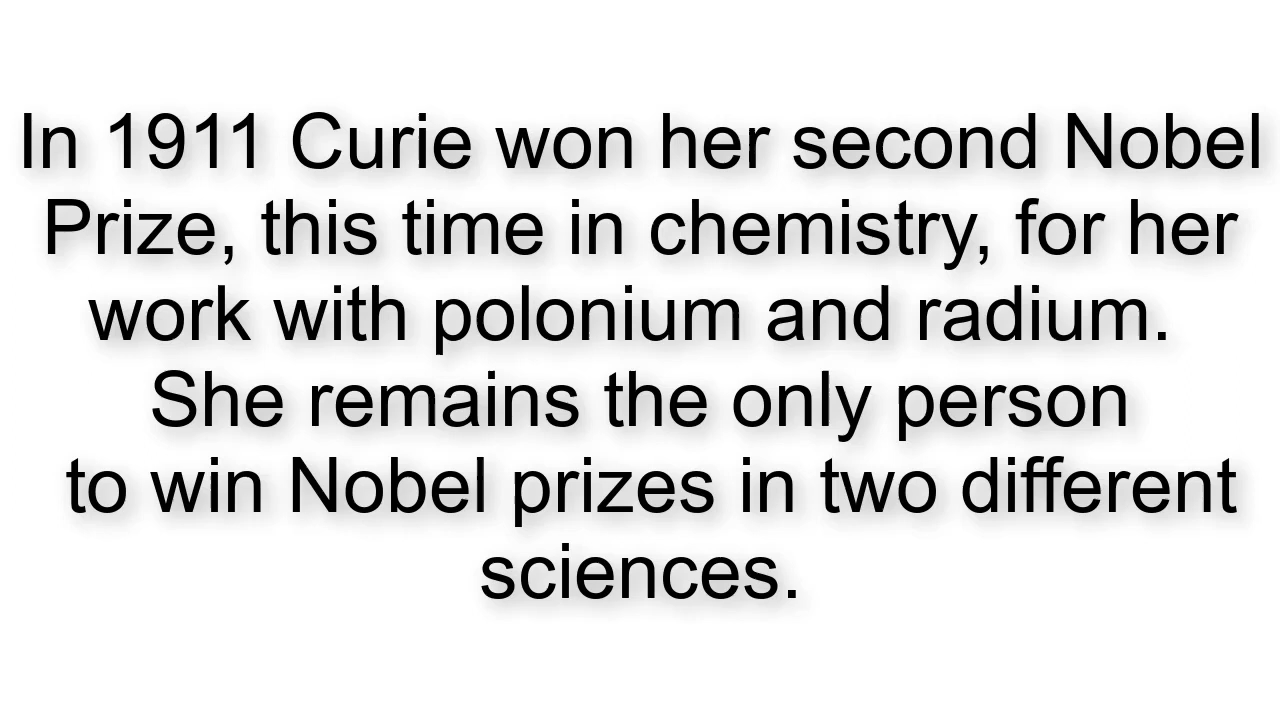 In 1911 Curie won her second Nobel
Prize, this time in chemistry, for her
work with polonium and radium.
She remains the only person
to win Nobel prizes in two different
sciences.